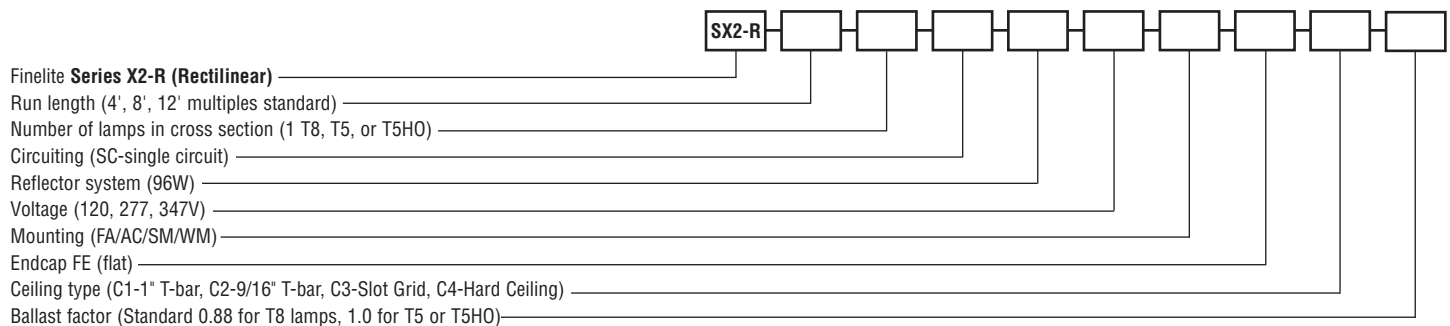 SX2-R
Finelite Series X2-R (Rectilinear)
Run length (4', 8', 12' multiples standard)
Number of lamps in cross section (1 T8, T5, or T5HO)
Circuiting (SC-single circuit)
Reflector system (96W)
Voltage (120, 277, 347V)
Mounting (FA/AC/SM/WM)
Endcap FE (flat)
Ceiling type (C1-1" T-bar, C2-9/16" T-bar, C3-Slot Grid, C4-Hard Ceiling)
Ballast factor (Standard 0.88 for T8 lamps, 1.0 for T5 or T5HO)